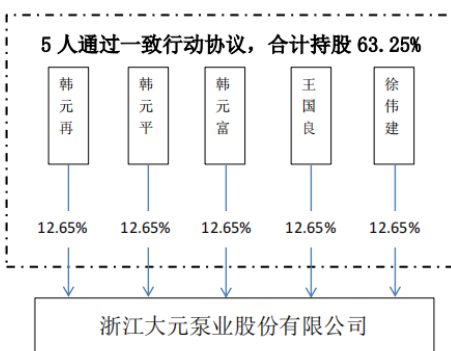 5人通过一致行动协议，合计持股 63.25%
韩元再
韩元平
韩元富
王国良
徐伟建
12.65% 12.65% 12.65% 12.65% 12.65%
浙江大元泵业股份有限公司